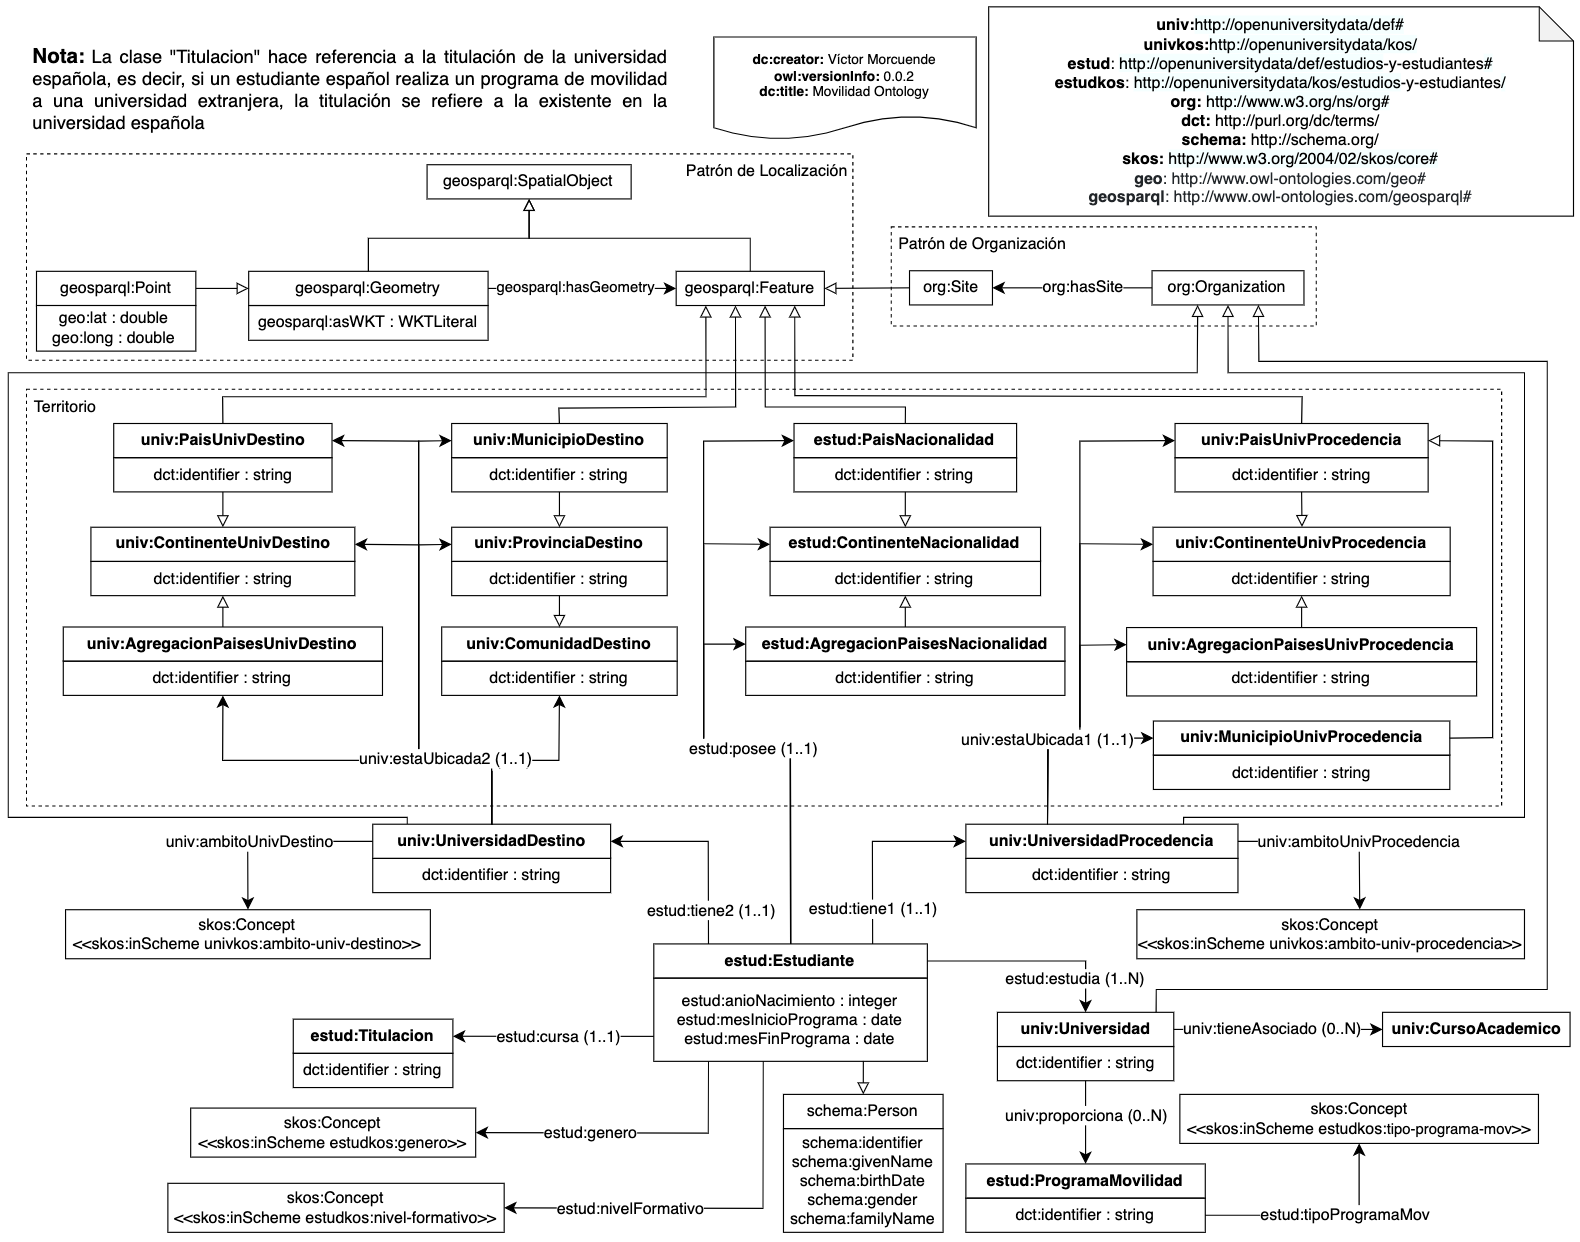 Nota: La clase "Titulacion" hace referencia a la titulación de la universidad
española, es decir, si un estudiante español realiza un programa de movilidad
a una universidad extranjera, la titulación se refiere a la existente en la
universidad española
dc:creator: Víctor Morcuende
owl:versionInfo: 0.0.2
dc:title: Movilidad Ontology
univ:http://openuniversitydata/def#
univkos:http://openuniversitydata/kos/
estud: http://openuniversitydata/def/estudios-y-estudiantes#
estudkos: http://openuniversitydata/kos/estudios-y-estudiantes/
org: http://www.w3.org/ns/org#
dct: http://purl.org/dc/terms/
schema: http://schema.org/
skos: http://www.w3.org/2004/02/skos/core#
geo: http://www.owl-ontologies.com/geo#
geosparql: http://www.owl-ontologies.com/geosparql#
Patrón de Localización
geosparql:SpatialObject
geosparql:Point
geo:lat : double
geo:long : double
geosparql:Geometry
geosparql:asWKT : WKTLiteral
geosparql:hasGeometry
geosparql:Feature
Patrón de Organización
org:Site
org:hasSite
org:Organization
Territorio
univ:PaisUnivDestino
dct:identifier : string
univ:MunicipioDestino
dct:identifier : string
estud:PaisNacionalidad
dct:identifier : string
univ:PaisUnivProcedencia
dct:identifier : string
univ:ContinenteUnivDestino
dct:identifier : string
univ:ProvinciaDestino
dct:identifier : string
estud:ContinenteNacionalidad
dct:identifier : string
univ:ContinenteUnivProcedencia
dct:identifier : string
univ:AgregacionPaisesUnivDestino
dct:identifier : string
univ:ComunidadDestino
dct:identifier : string
estud:AgregacionPaisesNacionalidad
dct:identifier : string
univ:AgregacionPaisesUnivProcedencia
dct:identifier : string
univ:estaUbicada2 (1..1)
estud:posee (1..1)
univ:estaUbicada1 (1..1)
univ:MunicipioUnivProcedencia
dct:identifier : string
univ:ambitoUnivDestino
univ:UniversidadDestino
dct:identifier : string
univ:UniversidadProcedencia
dct:identifier : string
univ:ambitoUnivProcedencia
skos:Concept
<<skos:inScheme univkos:ambito-univ-destino>>
estud:tiene2 (1..1)
estud:tiene1 (1..1)
skos:Concept
<<skos:inScheme univkos:ambito-univ-procedencia>>
estud:Estudiante
estud:anioNacimiento : integer
estud:mesInicioPrograma : date
estud:mesFinPrograma : date
estud:estudia (1..N)
estud:Titulacion
dct:identifier : string
estud:cursa (1..1)
univ:Universidad
dct:identifier : string
univ:tieneAsociado (0..N)
univ:CursoAcademico
skos:Concept
<<skos:inScheme estudkos:genero>>
estud:genero
schema:Person
schema:identifier
schema:givenName
schema:birthDate
schema:gender
schema:familyName
univ:proporciona (0..N)
skos:Concept
<<skos:inScheme estudkos:tipo-programa-mov>>
skos:Concept
<<skos:inScheme estudkos:nivel-formativo>>
estud:nivelFormativo
estud:ProgramaMovilidad
dct:identifier : string
estud:tipoProgramaMov